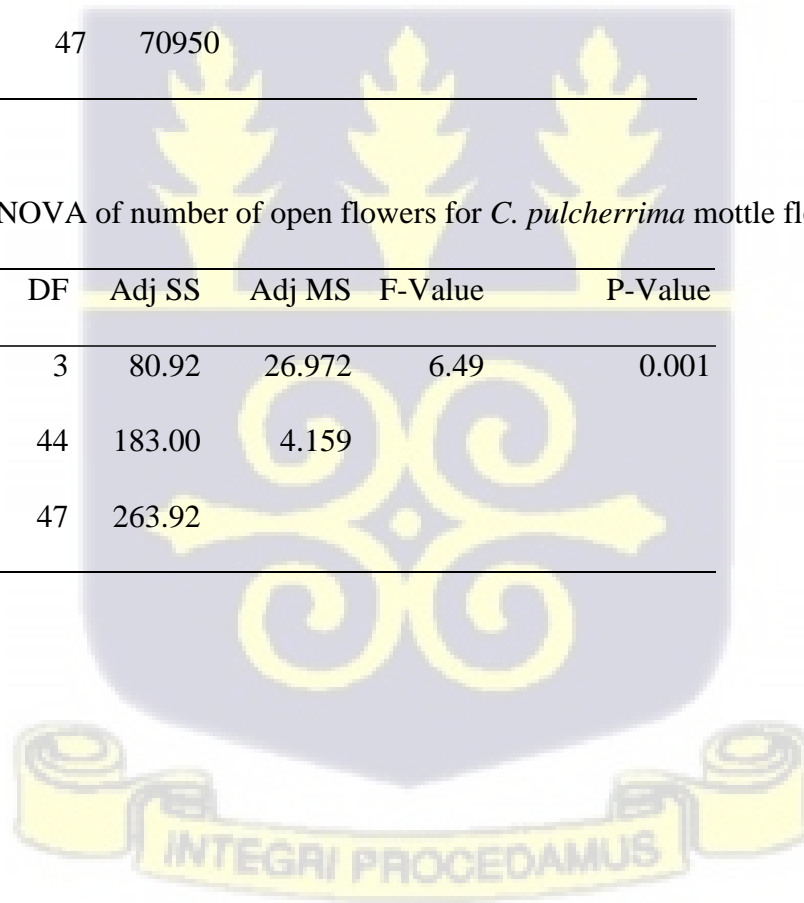 47 70950
NOVA of number of open flowers for C. pulcherrima mottle flo
DF Adj SS Adj MS F-Value P-Value
3 80.92 26.972 6.49 0.001
44 183.00 4.159
47 263.92
INTEGRI PROCEDAMUS